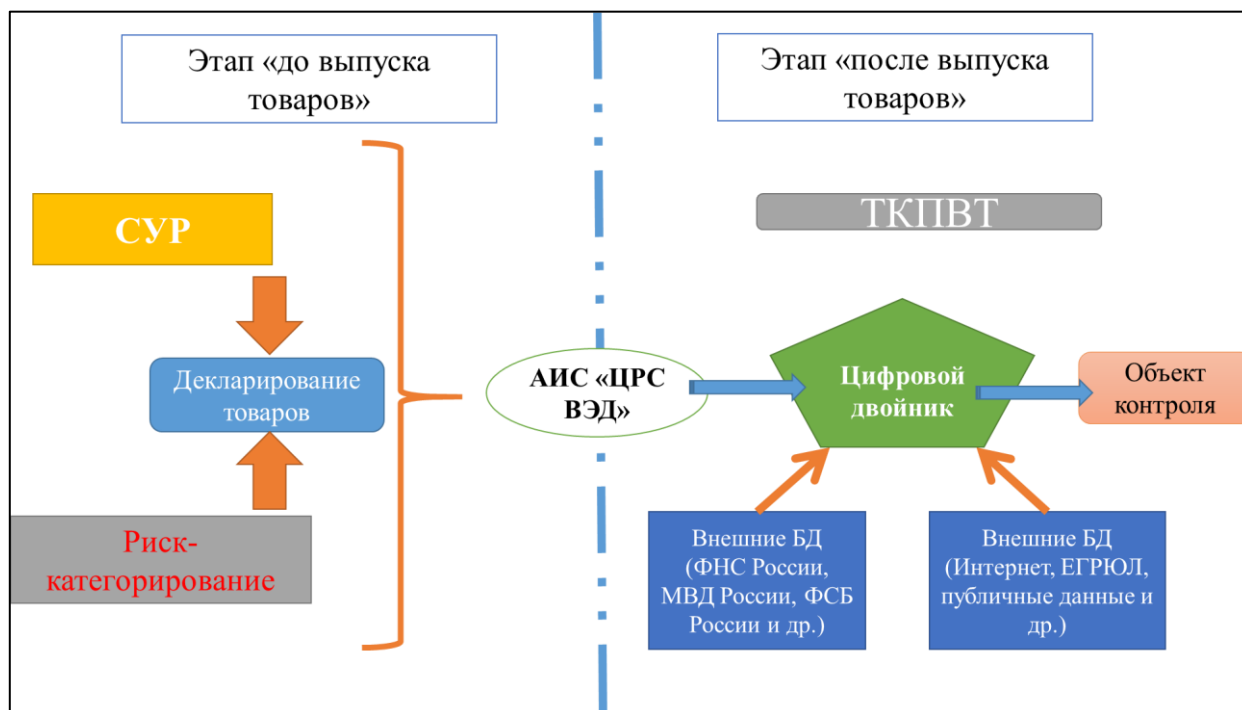 Этап «до выпуска
товаров»
СУР
Декларирование
товаров
Риск-
категорирование
АИС «ЦРС
ВЭД»
Этап «после выпуска
товаров»
ТКПВТ
Цифровой
двойник
Объект
контроля
Внешние БД
(ФНС России,
МВД России, ФСБ
России и др.)
Внешние БД
(Интернет, ЕГРЮЛ,
публичные данные и
др.)